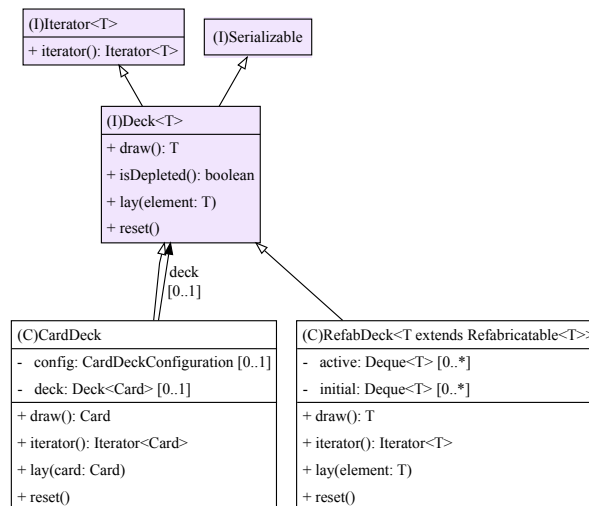 (I)Iterator<T>
+ iterator(): Iterator<T>
(I)Serializable
(I)Deck<T>
+ draw(): T
+ isDepleted(): boolean
+ lay(element: T)
+ reset()
deck
[0..1]
(C)CardDeck
- config: CardDeckConfiguration [0..1]
- deck: Deck<Card> [0..1]
+ draw(): Card
+ iterator(): Iterator<Card>
+ lay(card: Card)
+ reset()
(C)RefabDeck<T extends Refabricatable<T>>
- active: Deque<T> [0..*]
- initial: Deque<T> [0..*]
+ draw(): T
+ iterator(): Iterator<T>
+ lay(element: T)
+ reset()